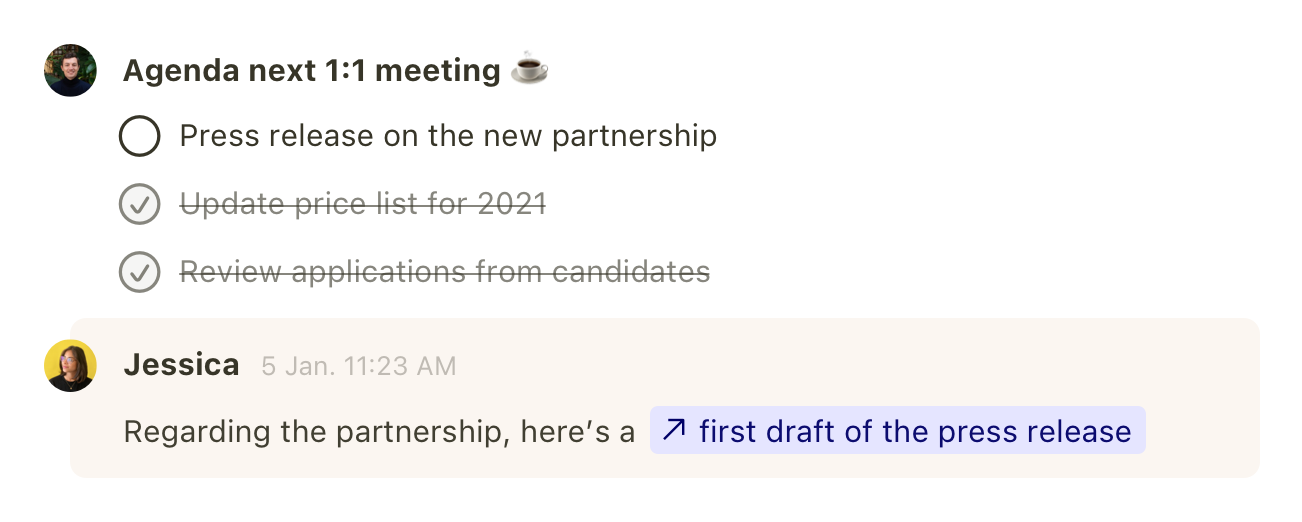 Agenda next 1:1 meeting ☕
Press release on the new partnership
Update price list for 2021
Review applications from candidates
Jessica 5 Jan. 11:23 AM
Regarding the partnership, here’s a ↗ first draft of the press release